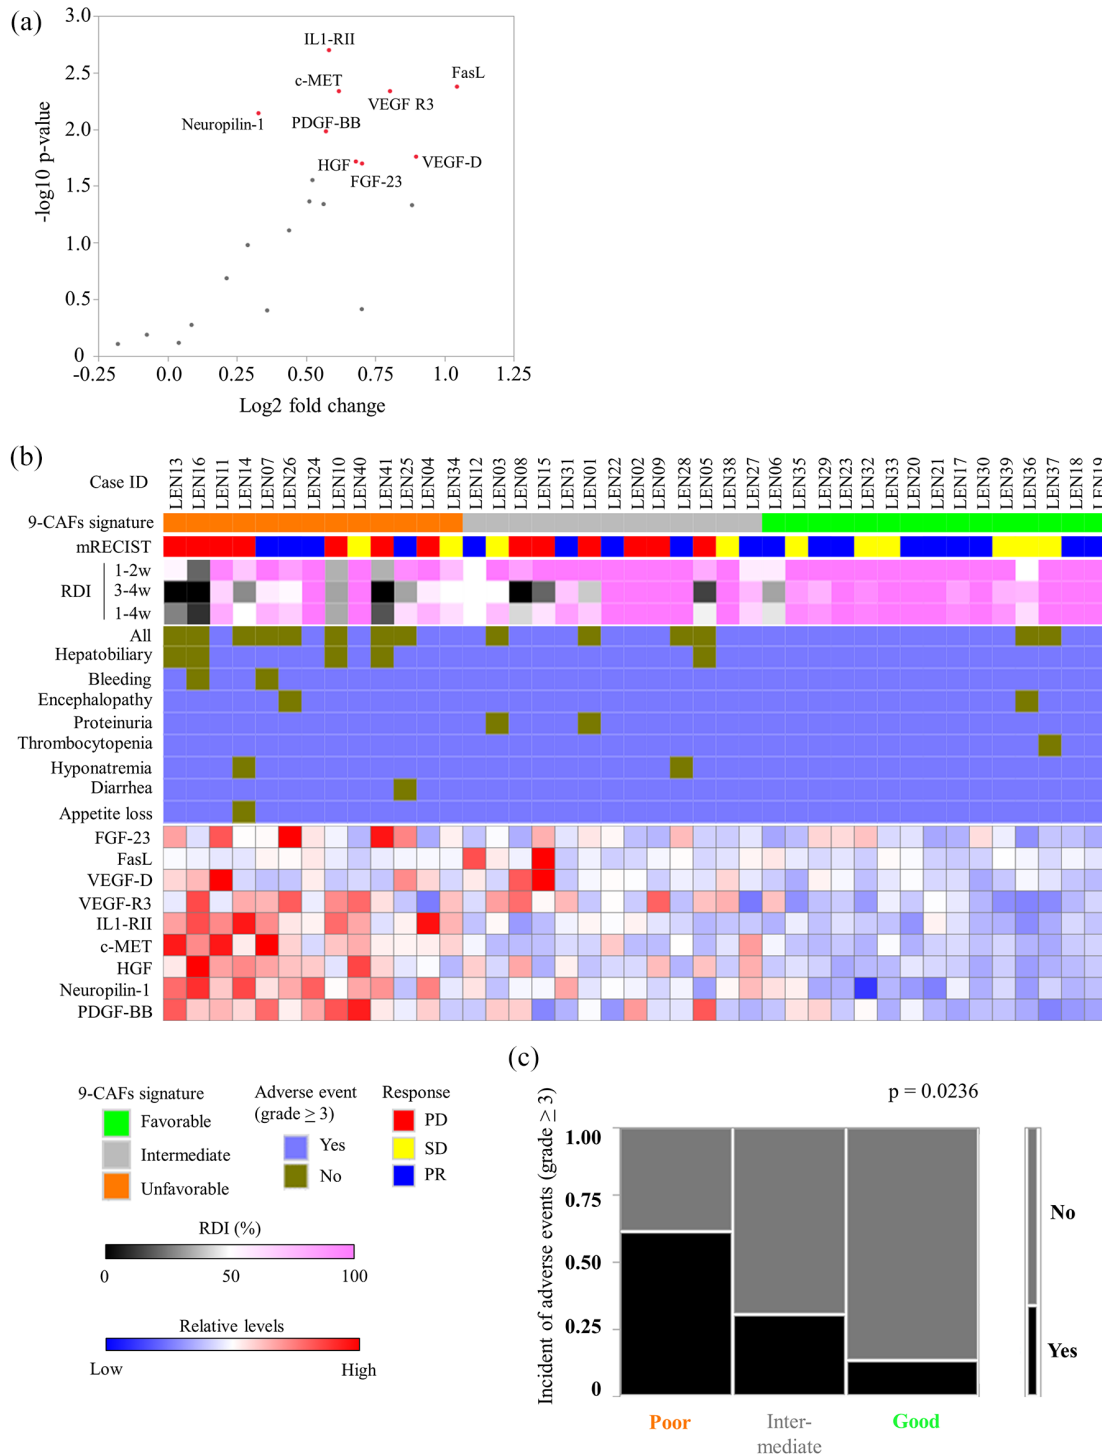 (a)
3.0
2.5
2.0
1.5
1.0
0.5
0
-log10 p-value
IL1-RII
c-MET
FasL
VEGF R3
Neuropilin-1
PDGF-BB
HGF
FGF-23
VEGF-D
-0.25 0.0 0.25 0.50 0.75 1.0 1.25
Log2 fold change
(b)
Case ID
LEN13 LEN16 LEN11 LEN14 LEN07 LEN26 LEN24 LEN10 LEN40 LEN41 LEN25 LEN04 LEN34 LEN12 LEN03 LEN08 LEN15 LEN31 LEN01 LEN22 LEN02 LEN09 LEN28 LEN05 LEN38 LEN27 LEN06 LEN35 LEN29 LEN23 LEN32 LEN33 LEN20 LEN21 LEN17 LEN30 LEN39 LEN36 LEN37 LEN18 LEN19
9-CAFs signature
mRECIST
RDI
1-2w
3-4w
1-4w
All
Hepatobiliary
Bleeding
Encephalopathy
Proteinuria
Thrombocytopenia
Hyponatremia
Diarrhea
Appetite loss
FGF-23
FasL
VEGF-D
VEGF-R3
IL1-RII
c-MET
HGF
Neuropilin-1
PDGF-BB
9-CAFs signature
Favorable
Intermediate
Unfavorable
Adverse event
(grade ≥ 3)
Yes
No
Response
PD
SD
PR
RDI (%)
0 50 100
Relative levels
Low High
(c)
p = 0.0236
Incident of adverse events (grade ≥ 3)
1.00
0.75
0.50
0.25
0
No
Yes
Poor
Inter-
mediate
Good